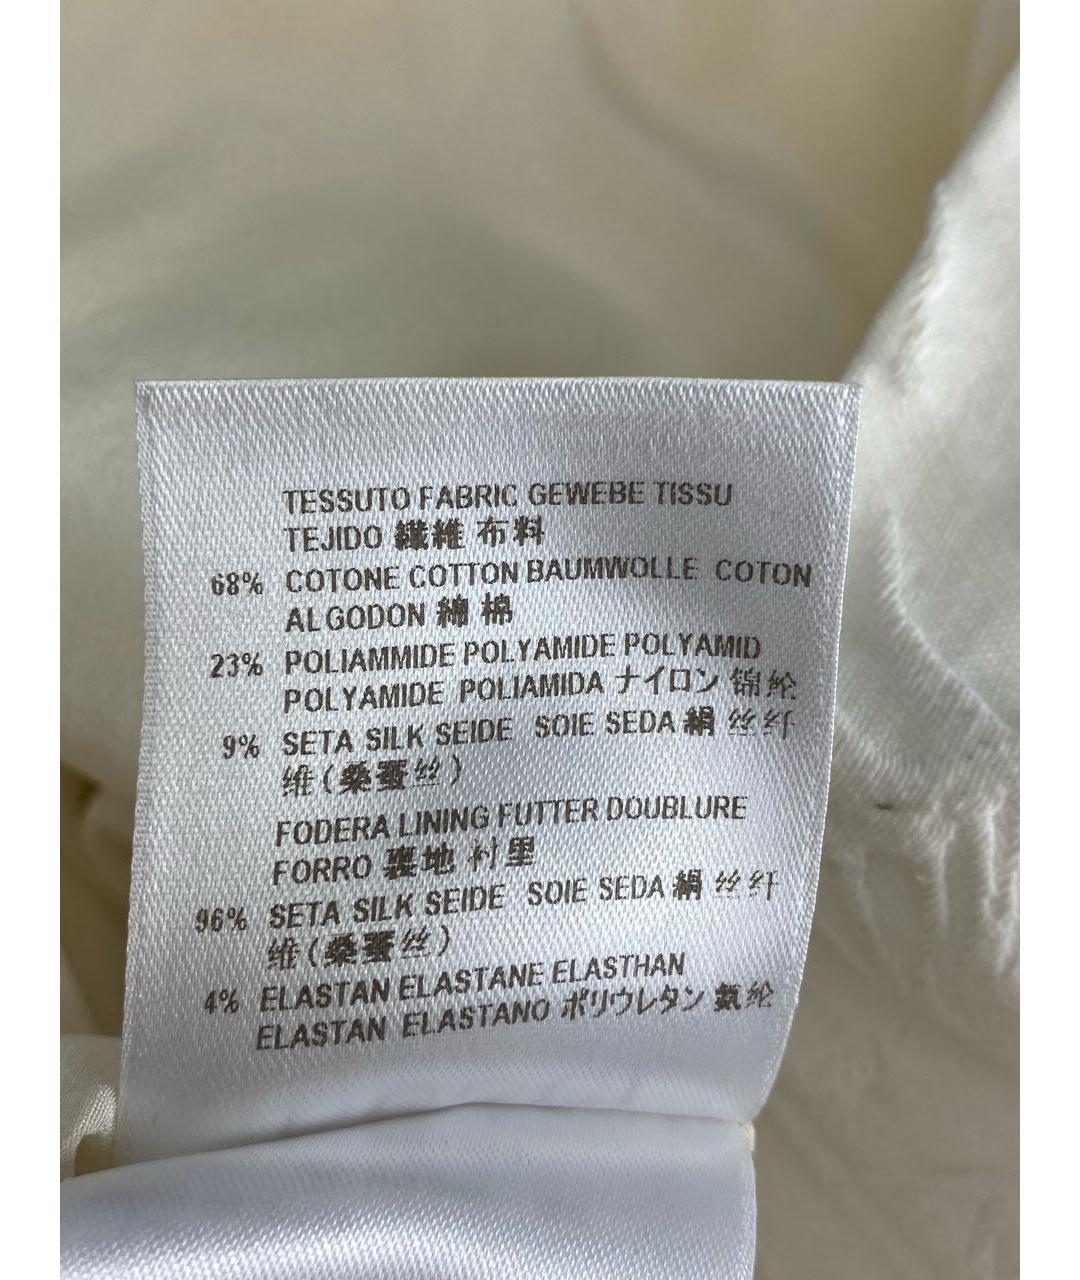 TESSUTO FABRIC GEWEBE TISSU
TEJIDO 繊維 布料
68% COTONE COTTON BAUMWOLLE COTON
ALGODON 綿 棉
23% POLIAMMIDE POLYAMIDE POLYAMID
POLYAMIDE POLIAMIDA ナイロン 锦纶
9% SETA SILK SEIDE SOIE SEDA 絹 丝纤
维(桑蚕丝)
FODERA LINING FUTTER DOUBLURE
FORRO 裏地 衬里
96% SETA SILK SEIDE SOIE SEDA 絹 丝纤
维(桑蚕丝)
4% ELASTAN ELASTANE ELASTHAN
ELASTAN ELASTANO ポリウレタン 氨纶